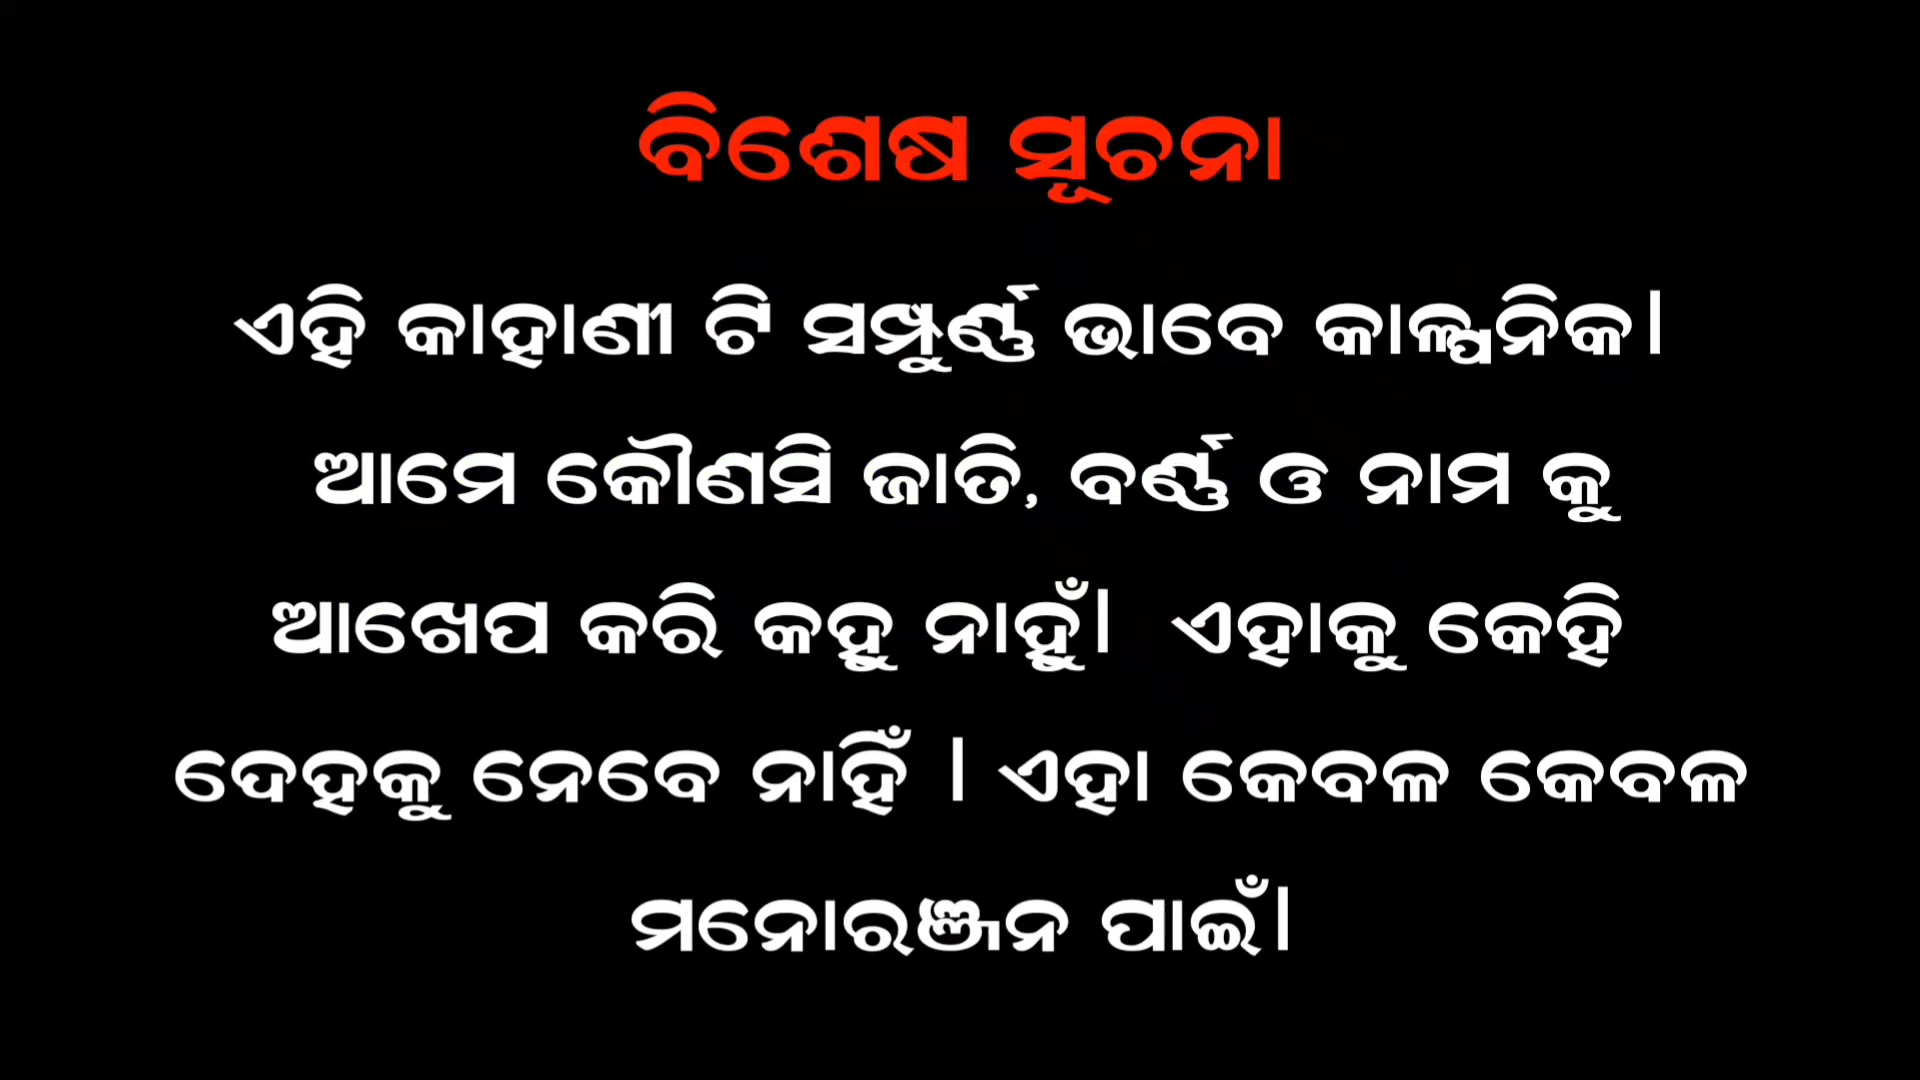 ବିଶେଷ ସୂଚନା
ଏହି କାହାଣୀ ଟି ସମ୍ପୁର୍ଣ୍ଣ ଭାବେ କାଳ୍ପନିକ।
ଆମେ କୌଣସି ଜାତି, ବର୍ଣ୍ଣ ଓ ନାମ କୁ
ଆଖେପ କରି କହୁ ନାହୁଁ। ଏହାକୁ କେହି
ଦେହକୁ ନେବେ ନାହିଁ । ଏହା କେବଳ କେବଳ
ମନୋରଞ୍ଜନ ପାଇଁ।